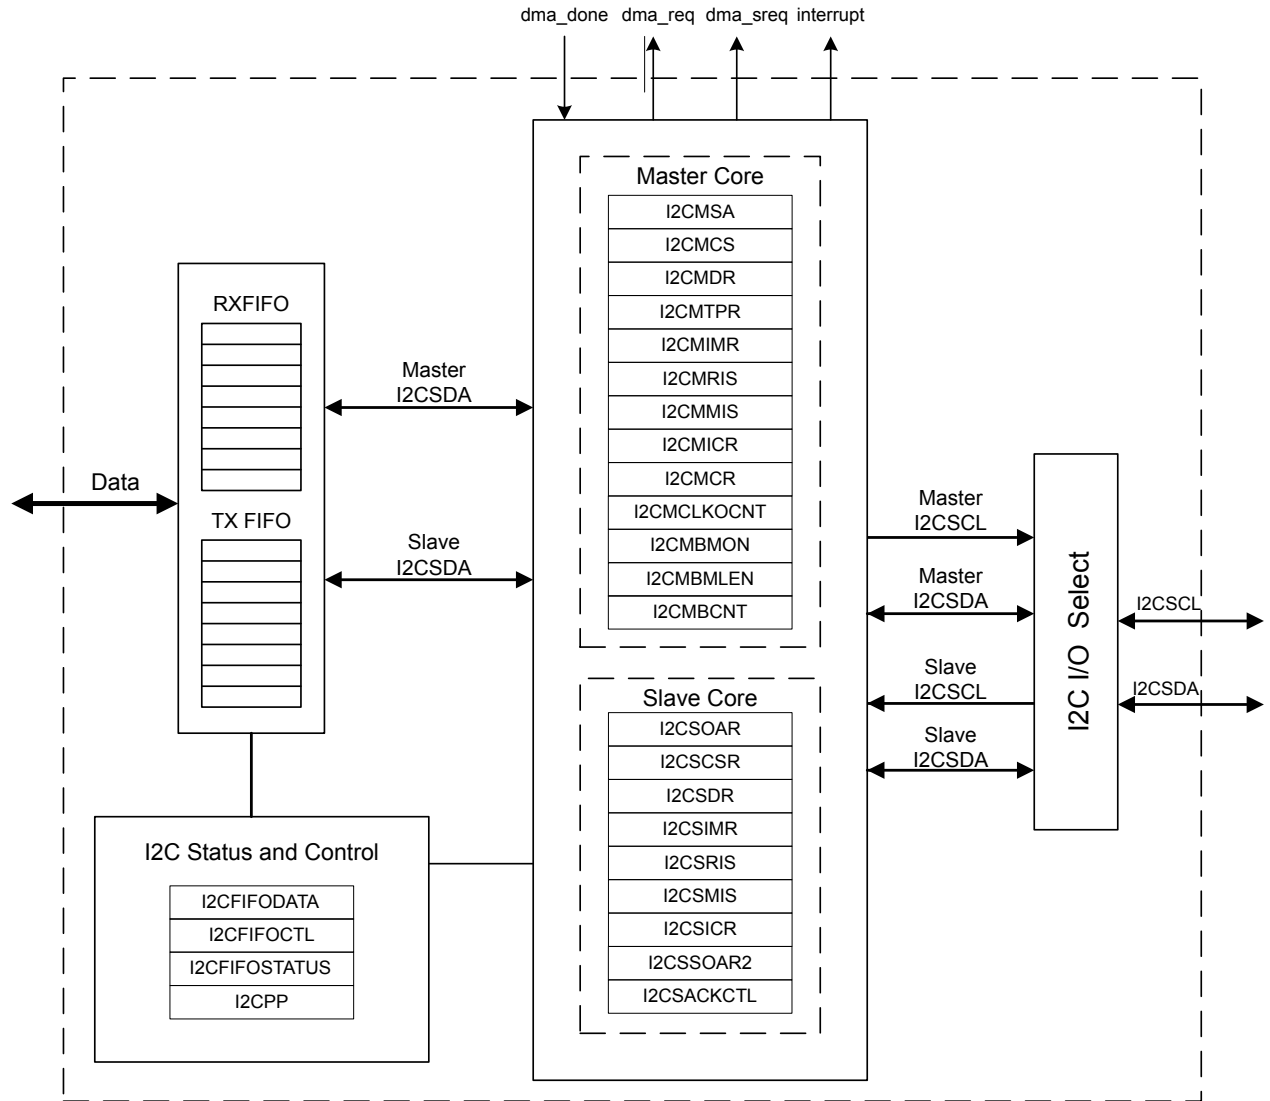 dma_done dma_req dma_sreq interrupt
Master Core
I2CMSA
I2CMCS
I2CMDR
I2CMTPR
I2CMIMR
I2CMRIS
I2CMMIS
I2CMICR
I2CMCR
I2CMCLKOCNT
I2CMBMON
I2CMBMLEN
I2CMBCNT
Slave Core
I2CSOAR
I2CSCSR
I2CSDR
I2CSIMR
I2CSRIS
I2CSMIS
I2CSICR
I2CSSOAR2
I2CSACKCTL
RXFIFO
TX FIFO
Data
Master
I2CSDA
Slave
I2CSDA
I2C Status and Control
I2CFIFODATA
I2CFIFOCTL
I2CFIFOSTATUS
I2CPP
Master
I2CSCL
Master
I2CSDA
Slave
I2CSCL
Slave
I2CSDA
I2C I/O Select
I2CSCL
I2CSDA